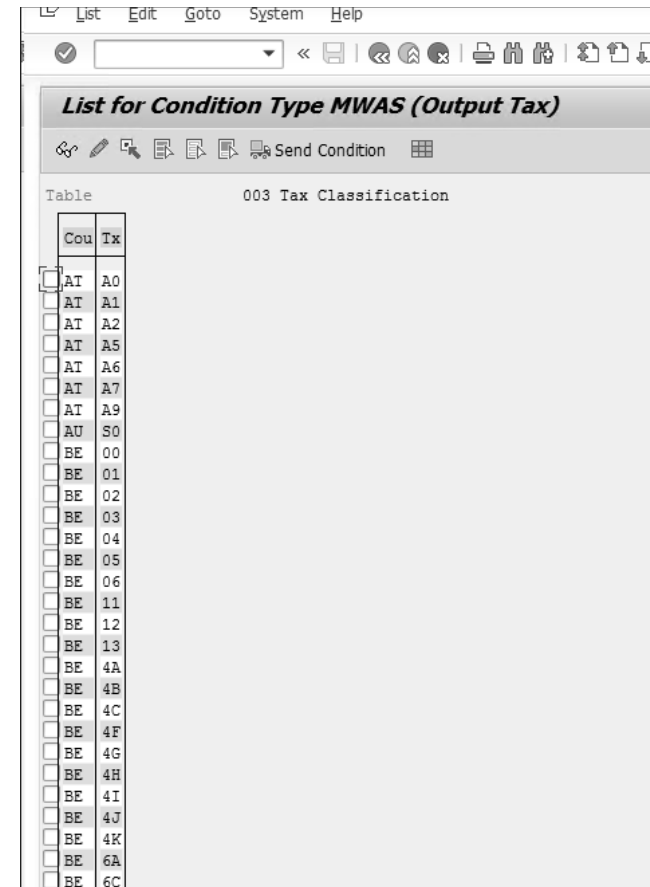 List Edit Goto System Help
List for Condition Type MWAS (Output Tax)
Send Condition
Table 003 Tax Classification
Cou Tx
AT A0
AT A1
AT A2
AT A5
AT A6
AT A7
AT A9
AU S0
BE 00
BE 01
BE 02
BE 03
BE 04
BE 05
BE 06
BE 11
BE 12
BE 13
BE 4A
BE 4B
BE 4C
BE 4F
BE 4G
BE 4H
BE 4I
BE 4J
BE 4K
BE 6A
BE 6C